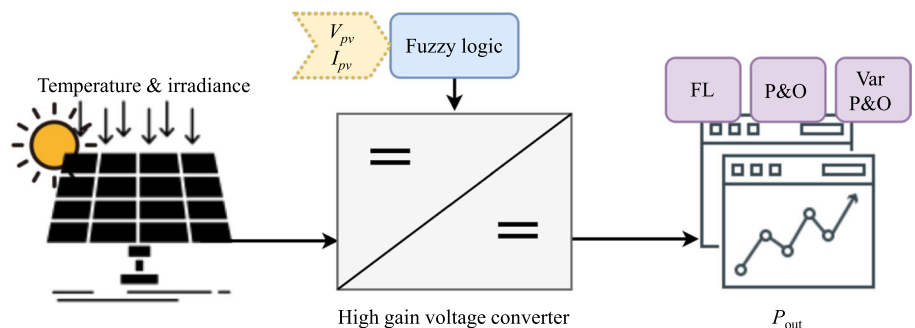 V_pv
I_pv
Fuzzy logic
Temperature & irradiance
FL
P&O
Var
P&O
High gain voltage converter
P_out